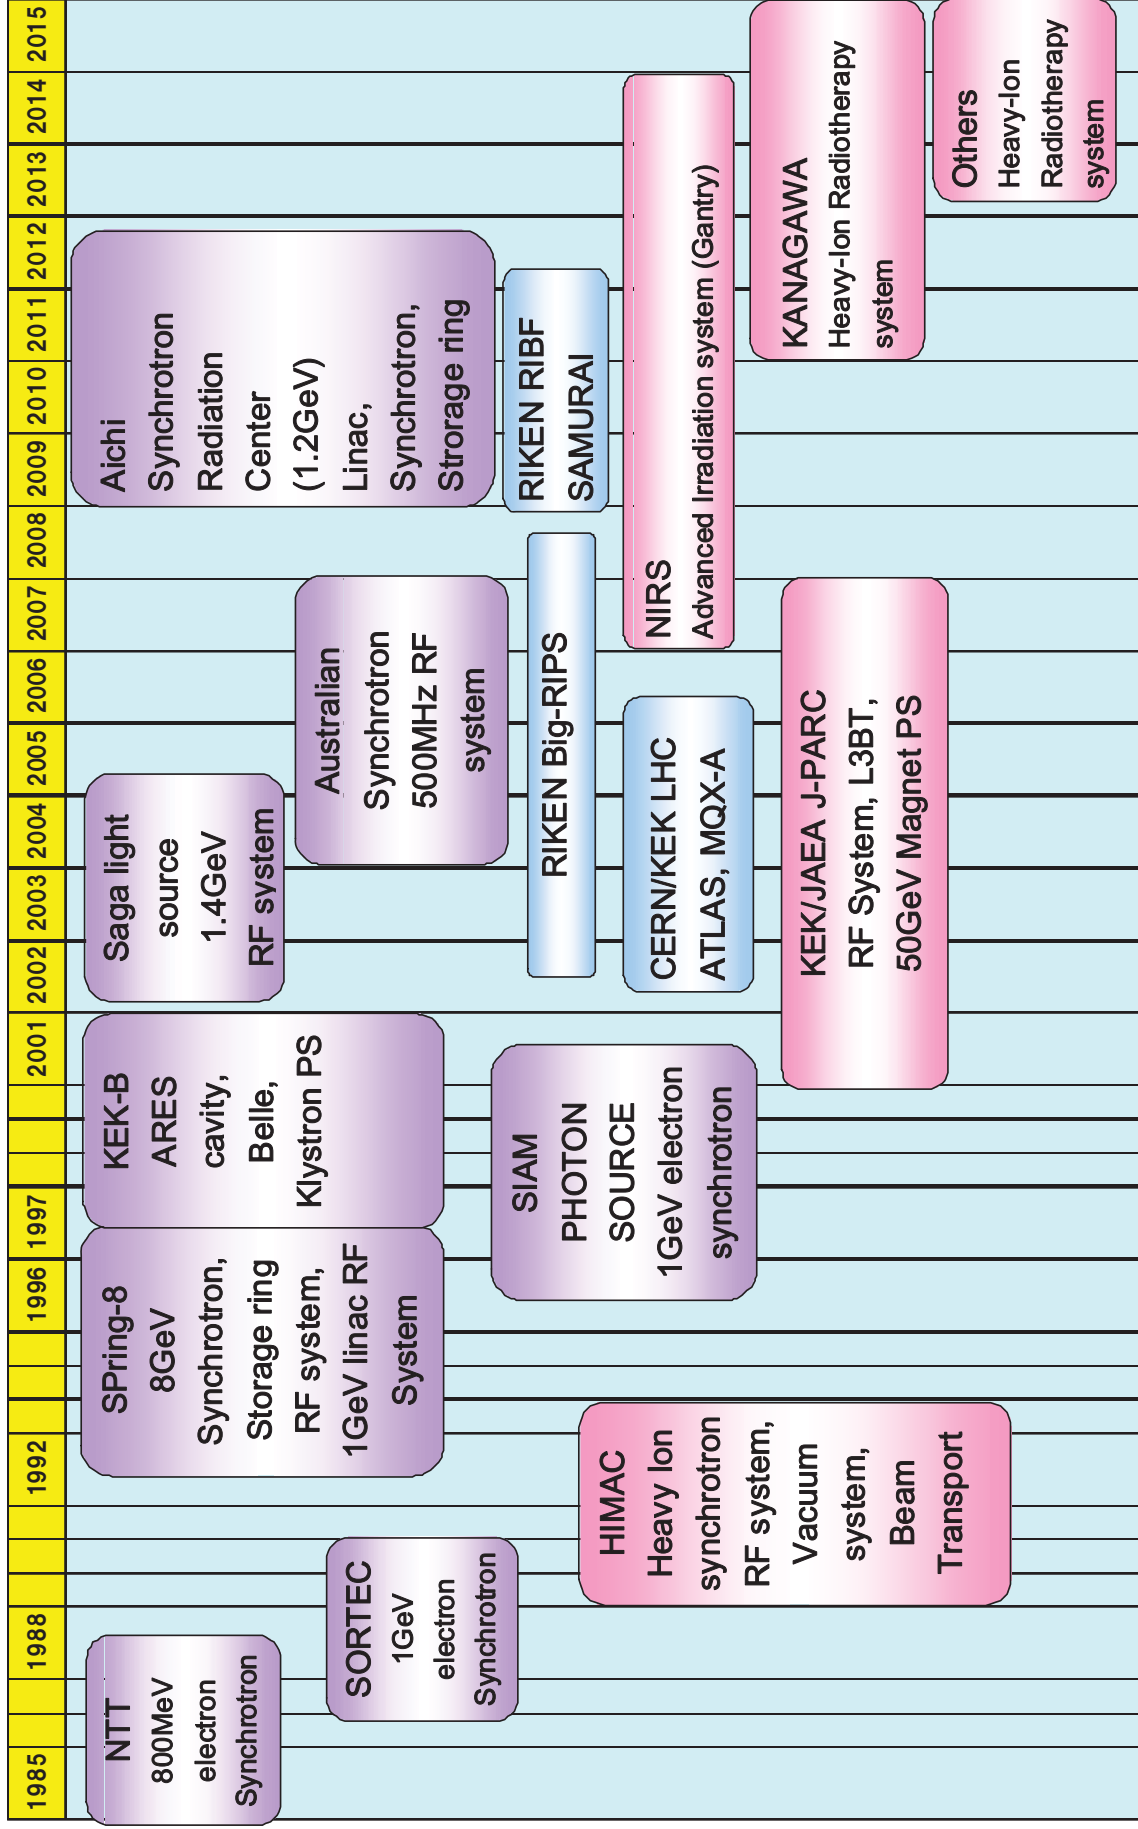 1985
1988
1992
1996
1997
2001
2002
2003
2004
2005
2006
2007
2008
2009
2010
2011
2012
2013
2014
2015
NTT
800MeV
electron
Synchrotron
SPring-8
8GeV
Synchrotron,
Storage ring
RF system,
1GeV linac RF
System
KEK-B
ARES
cavity,
Belle,
Klystron PS
Saga light
source
1.4GeV
RF system
Aichi
Synchrotron
Radiation
Center
(1.2GeV)
Linac,
Synchrotron,
Strorage ring
SORTEC
1GeV
electron
Synchrotron
Australian
Synchrotron
500MHz RF
system
SIAM
PHOTON
SOURCE
1GeV electron
synchrotron
RIKEN Big-RIPS
RIKEN RIBF
SAMURAI
HIMAC
Heavy Ion
synchrotron
RF system,
Vacuum
system,
Beam
Transport
CERN/KEK LHC
ATLAS, MQX-A
NIRS
Advanced Irradiation system (Gantry)
KEK/JAEA J-PARC
RF System, L3BT,
50GeV Magnet PS
KANAGAWA
Heavy-Ion Radiotherapy
system
Others
Heavy-Ion
Radiotherapy
system